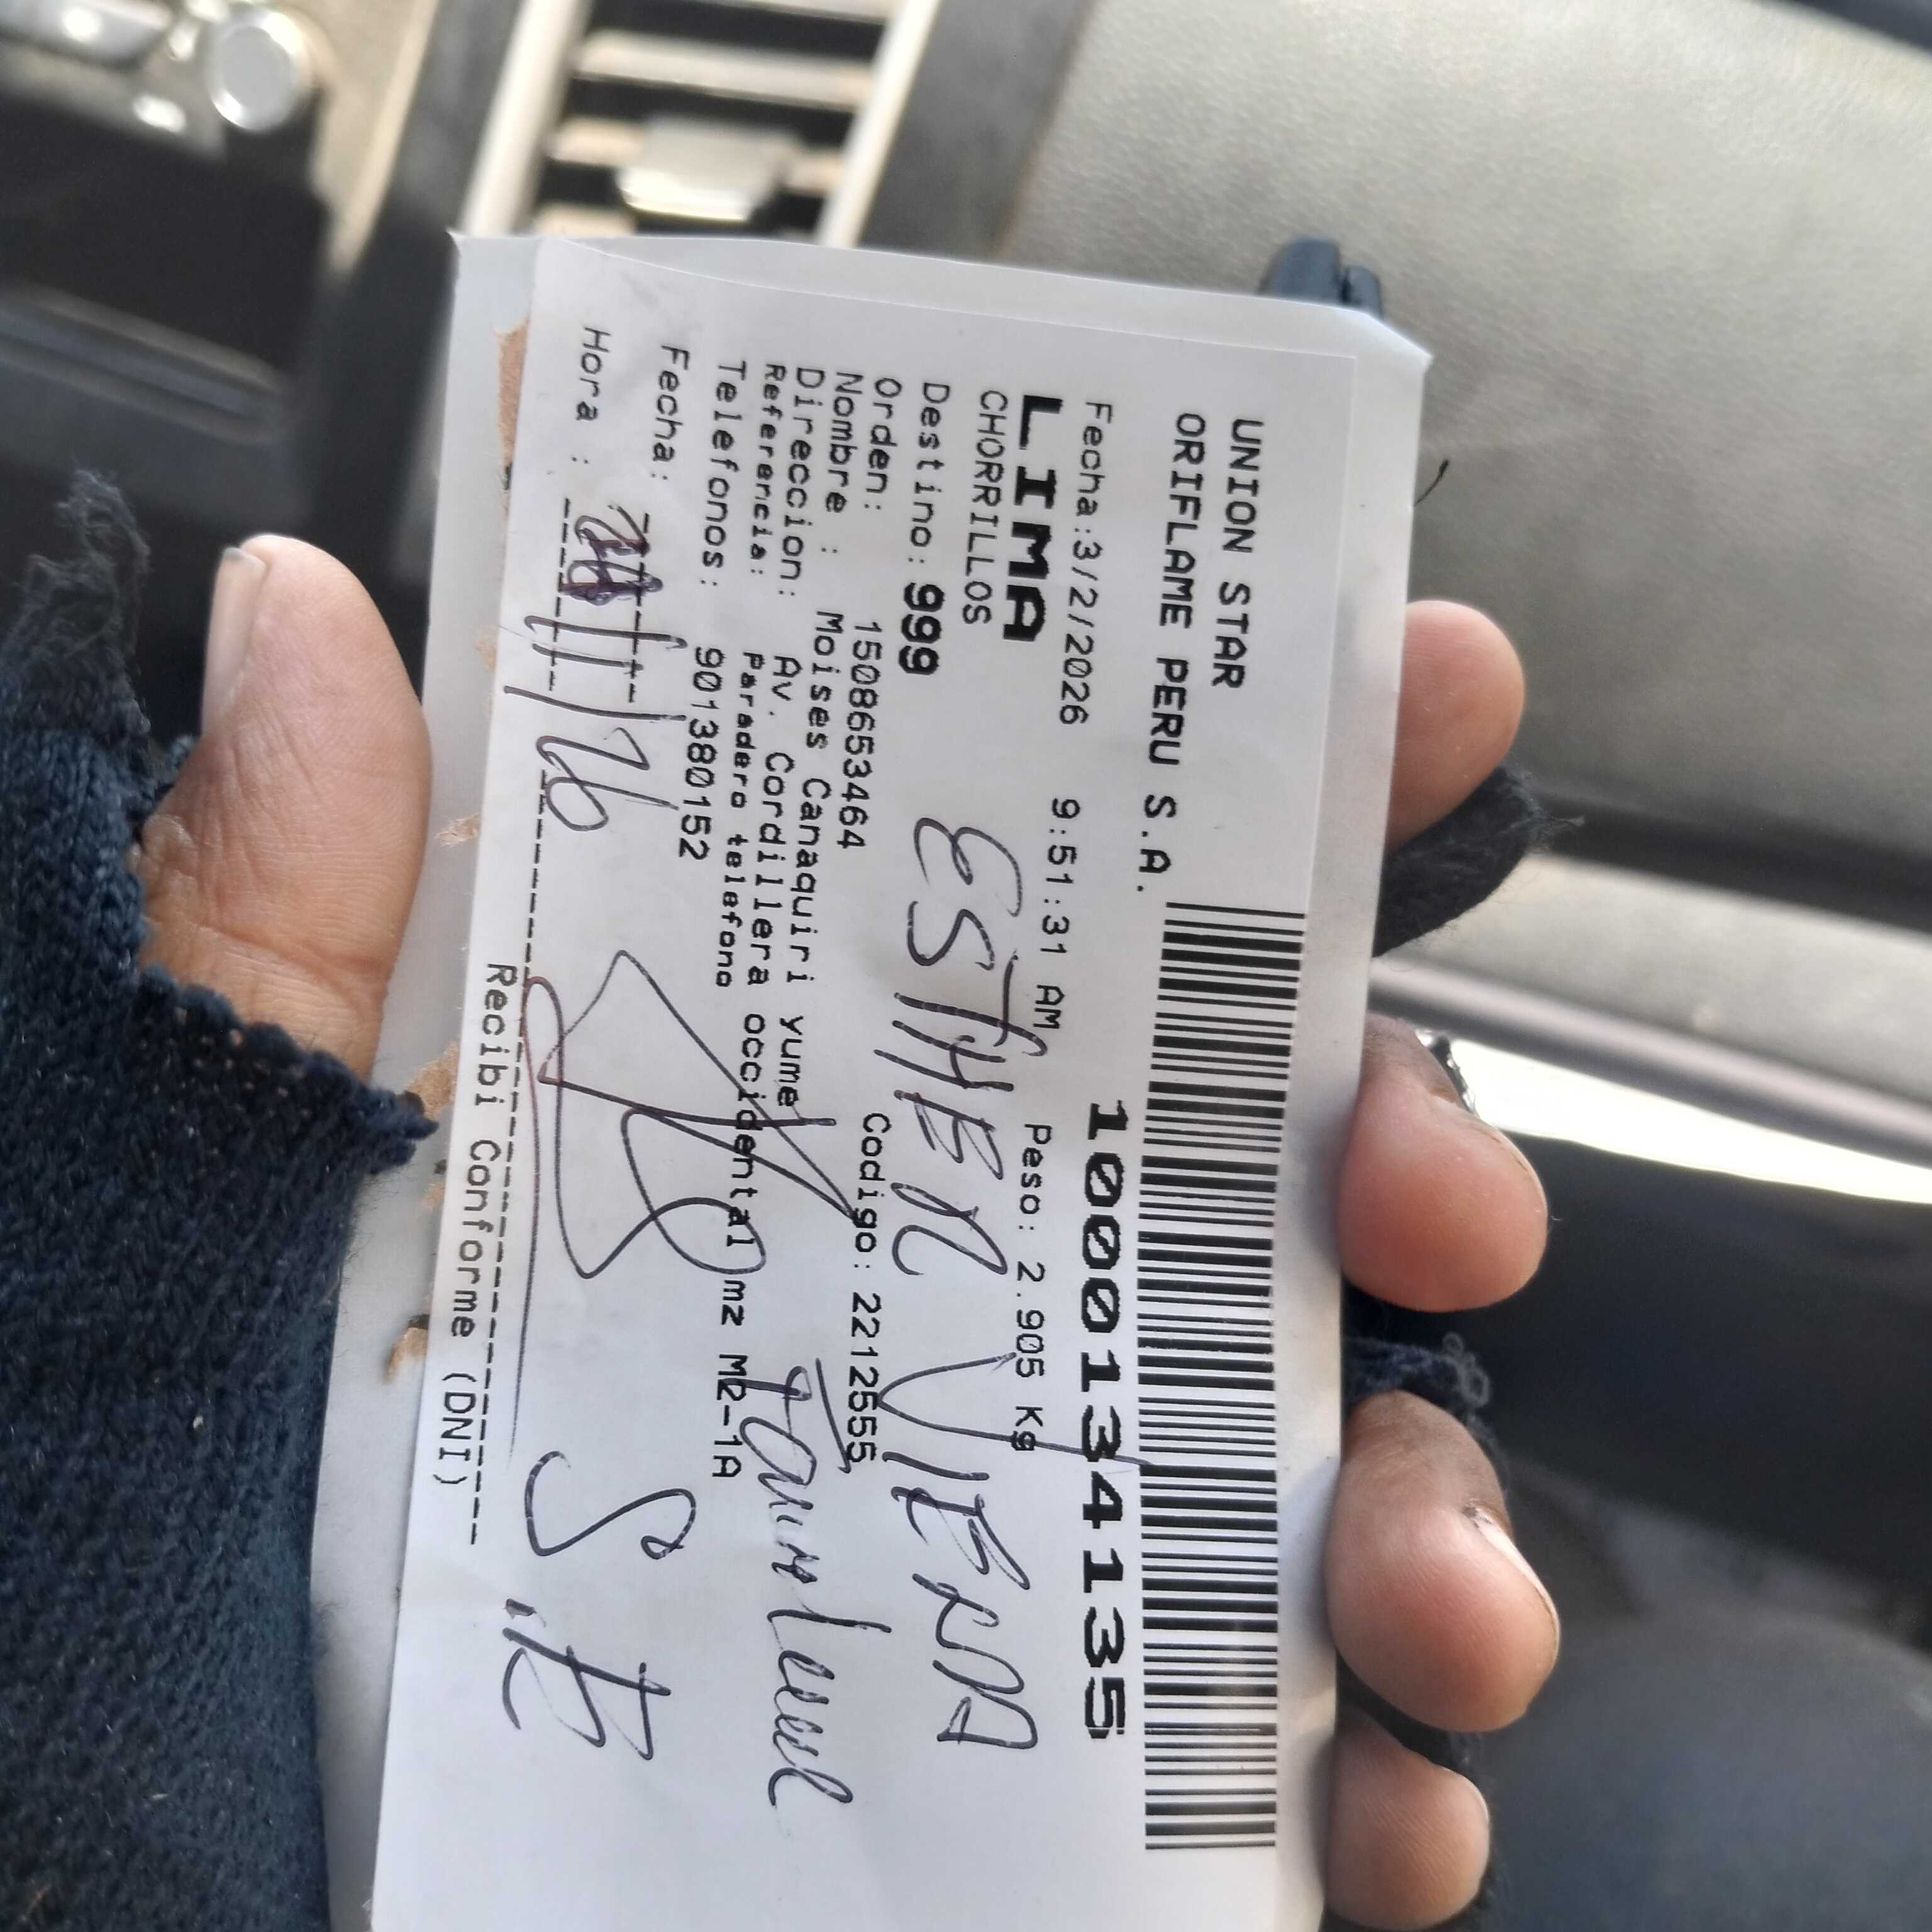 UNION STAR
ORIFLAME PERU S.A.
1000134135
Fecha:3/2/2026 9:51:31 AM Peso: 2.905 Kg
LIMA
CHORRILLOS
ESTHER VIENA
Destino: 999
Orden: 1508653464 Codigo: 2212555
Nombre : Moises Canaquiri yume
Direccion: Av. Cordillera occidental mz M2-1A
Referencia: Paradero telefono
Telefonos: 901380152
Fecha:
Hora :
S.E
Recibi Conforme (DNI)